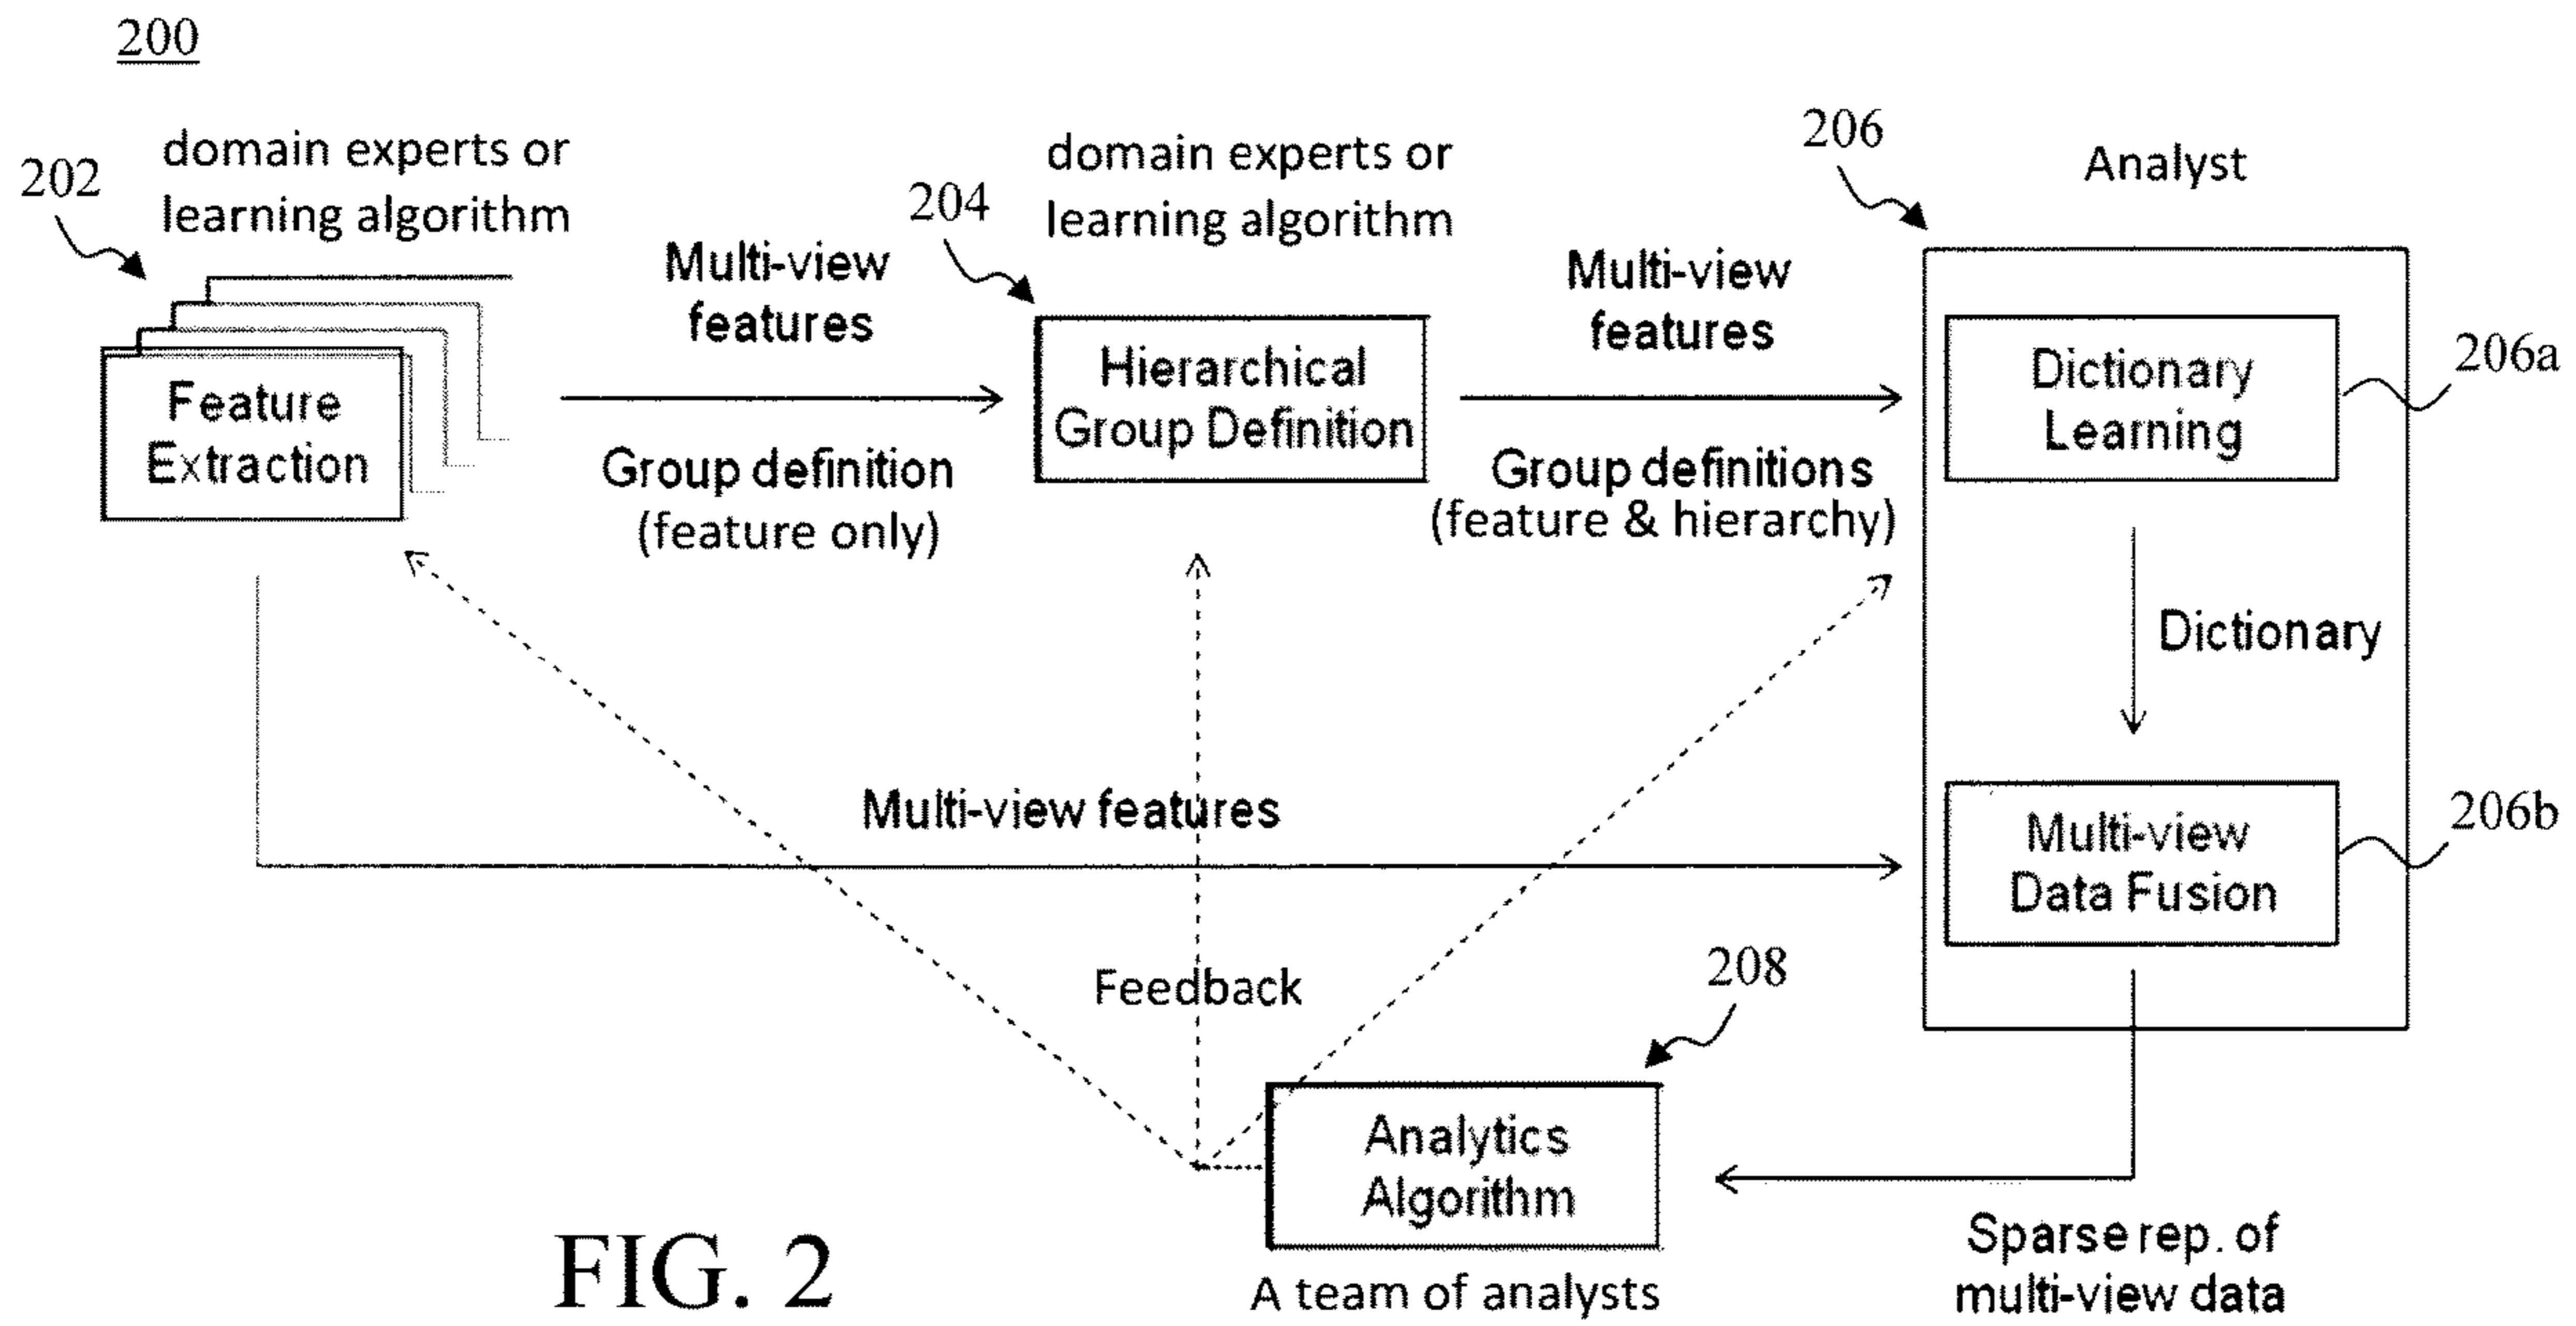 200
202
domain experts or
learning algorithm
Feature
Extraction
Multi-view
features
Group definition
(feature only)
204
domain experts or
learning algorithm
Hierarchical
Group Definition
Multi-view
features
Group definitions
(feature & hierarchy)
206
Analyst
Dictionary
Learning
206a
Dictionary
Multi-view features
Multi-view
Data Fusion
206b
Feedback
208
Analytics
Algorithm
A team of analysts
Sparse rep. of
multi-view data
FIG. 2